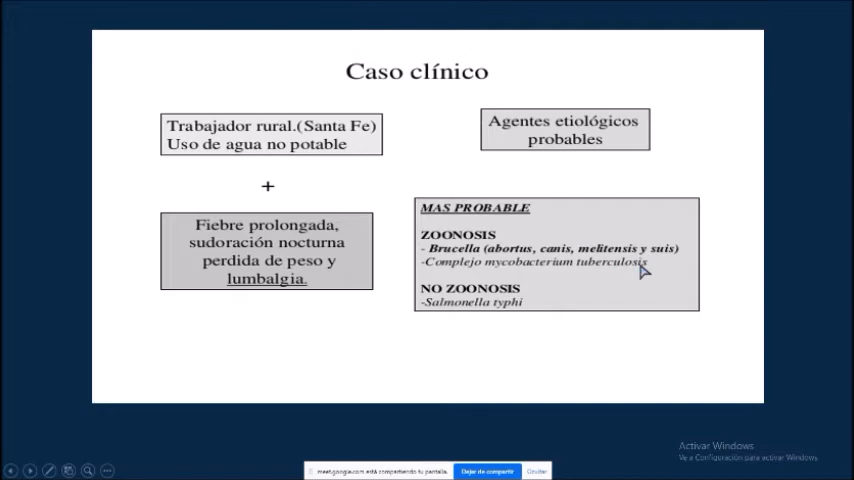 Caso clínico
Trabajador rural.(Santa Fe)
Uso de agua no potable
+
Fiebre prolongada,
sudoración nocturna
perdida de peso y
lumbalgia.
Agentes etiológicos
probables
MAS PROBABLE
ZOONOSIS
- Brucella (abortus, canis, melitensis y suis)
-Complejo mycobacterium tuberculosis
NO ZOONOSIS
-Salmonella typhi
Activar Windows
Ve a Configuración para activar Windows.
meet.google.com está compartiendo tu pantalla.
Dejar de compartir
Ocultar